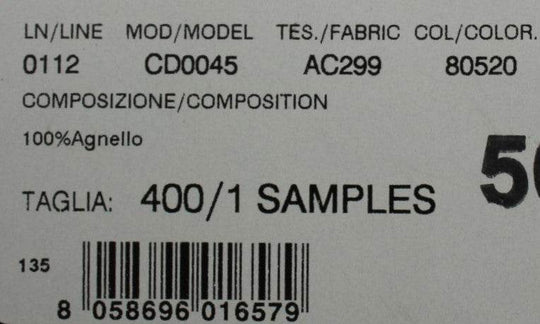 LN/LINE MOD/MODEL TES./FABRIC COL/COLOR.
0112 CD0045 AC299 80520
COMPOSIZIONE/COMPOSITION
100%Agnello
TAGLIA: 400/1 SAMPLES
135
8 058696 016579